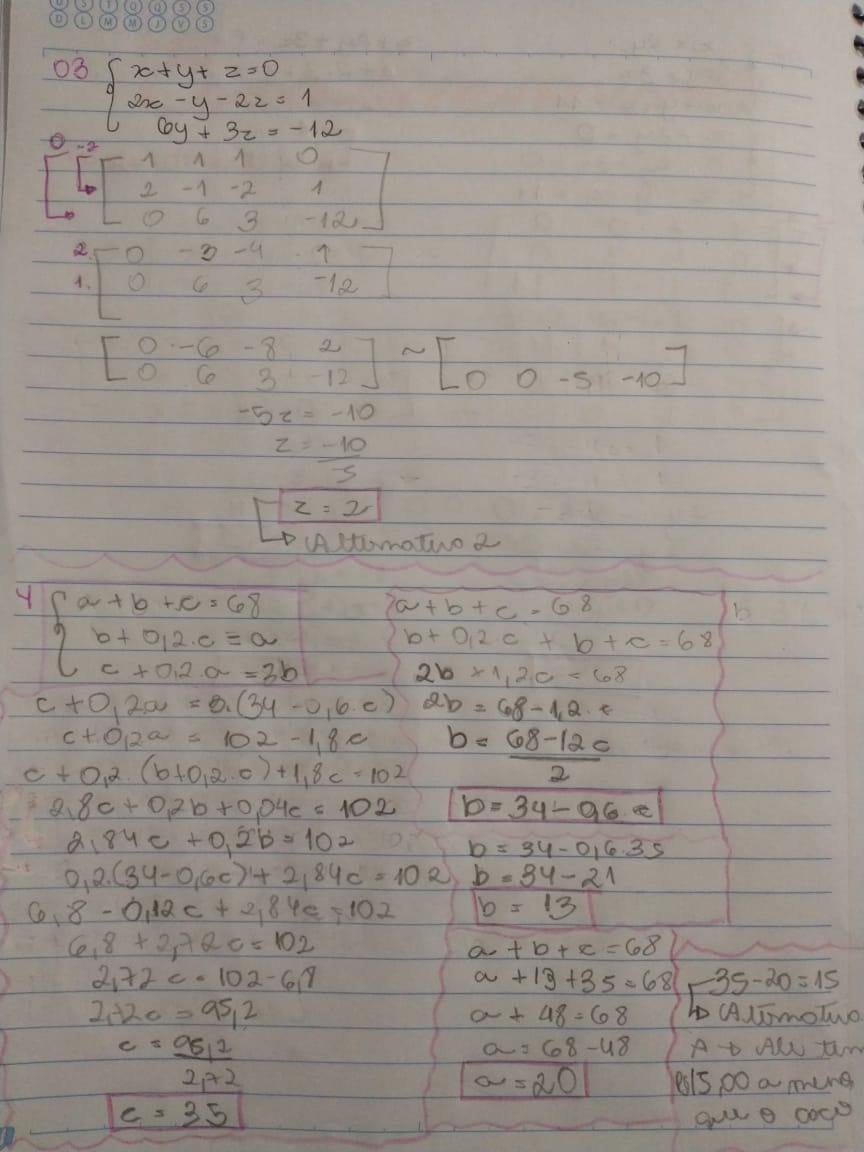 D S T Q Q S S
D L M M J V S
03 { x+y+z=0
2x-y-2z=1
6y+3z=-12
0 -2
1 1 1 0
2 -1 -2 1
0 6 3 -12
2. 0 -3 -4 1
1. 0 6 3 -12
[ 0 -6 -8 2 ] ~ [
0 6 3 -12 ] 0 0 -5 -10 ]
-5z = -10
z = -10
5
z = 2
↳ Alternativa 2
4 { a+b+c=68
b+0,2.c=a
c+0,2.a=3b
c+0,2a = 3.(34-0,6.c)
c+0,2a = 102-1,8c
c+0,2.(b+0,2.c)+1,8c=102
2,8c+0,2b+0,04c=102
2,84c+0,2b=102
0,2.(34-0,6c)+2,84c=102
6,8-0,12c+2,84c=102
6,8+2,72c=102
2,72c=102-6,8
2,72c=95,2
c=95,2
2,72
c=35
a+b+c=68
b+0,2c+b+c=68
2b+1,2c=68
2b=68-1,2.c
b=68-12c
2
b=34-06.c
b=34-0,6.35
b=34-21
b=13
a+b+c=68
a+13+35=68
a+48=68
a=68-48
a=20
35-20=15
↳ Alternativa
A → Ali tem
R$15,00 a menos
que o caco